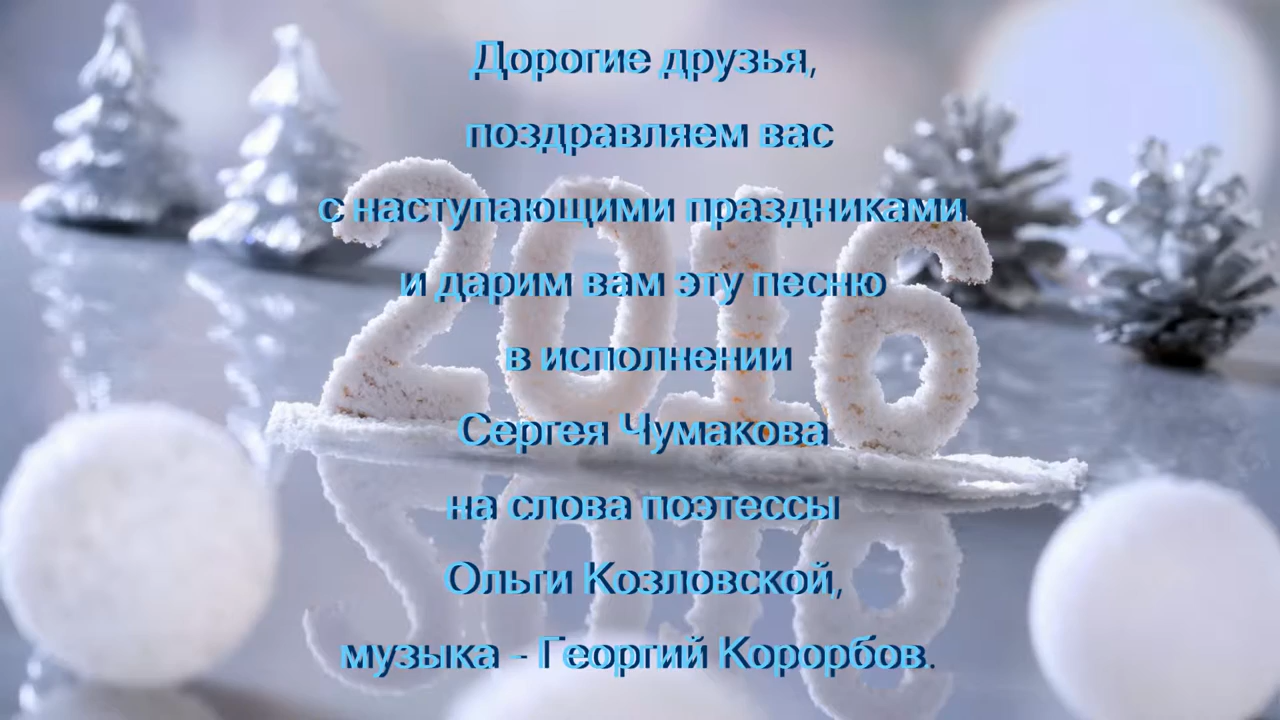 Дорогие друзья,
поздравляем вас
с наступающими праздниками
и дарим вам эту песню
в исполнении
Сергея Чумакова
на слова поэтессы
Ольги Козловской,
музыка - Георгий Корорбов.
2016